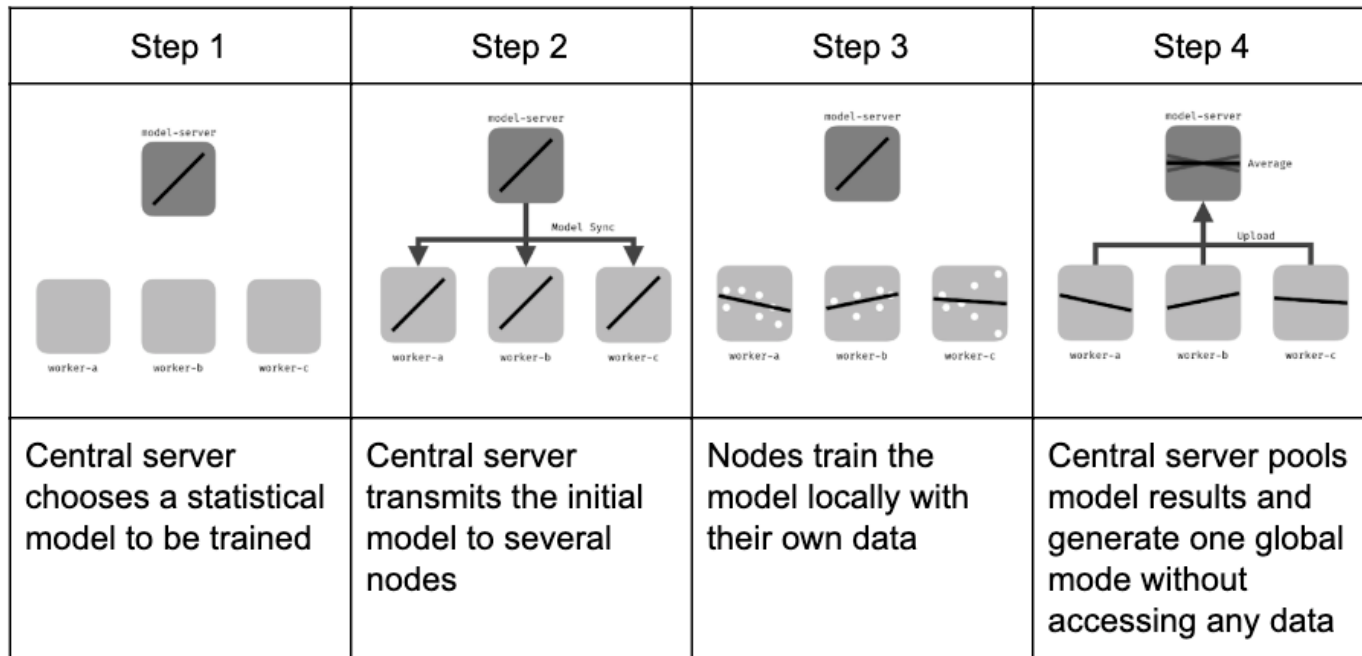 Step 1
Step 2
Step 3
Step 4
model-server
worker-a
worker-b
worker-c
model-server
Model Sync
worker-a
worker-b
worker-c
model-server
worker-a
worker-b
worker-c
model-server
Average
Upload
worker-a
worker-b
worker-c
Central server
chooses a statistical
model to be trained
Central server
transmits the initial
model to several
nodes
Nodes train the
model locally with
their own data
Central server pools
model results and
generate one global
mode without
accessing any data